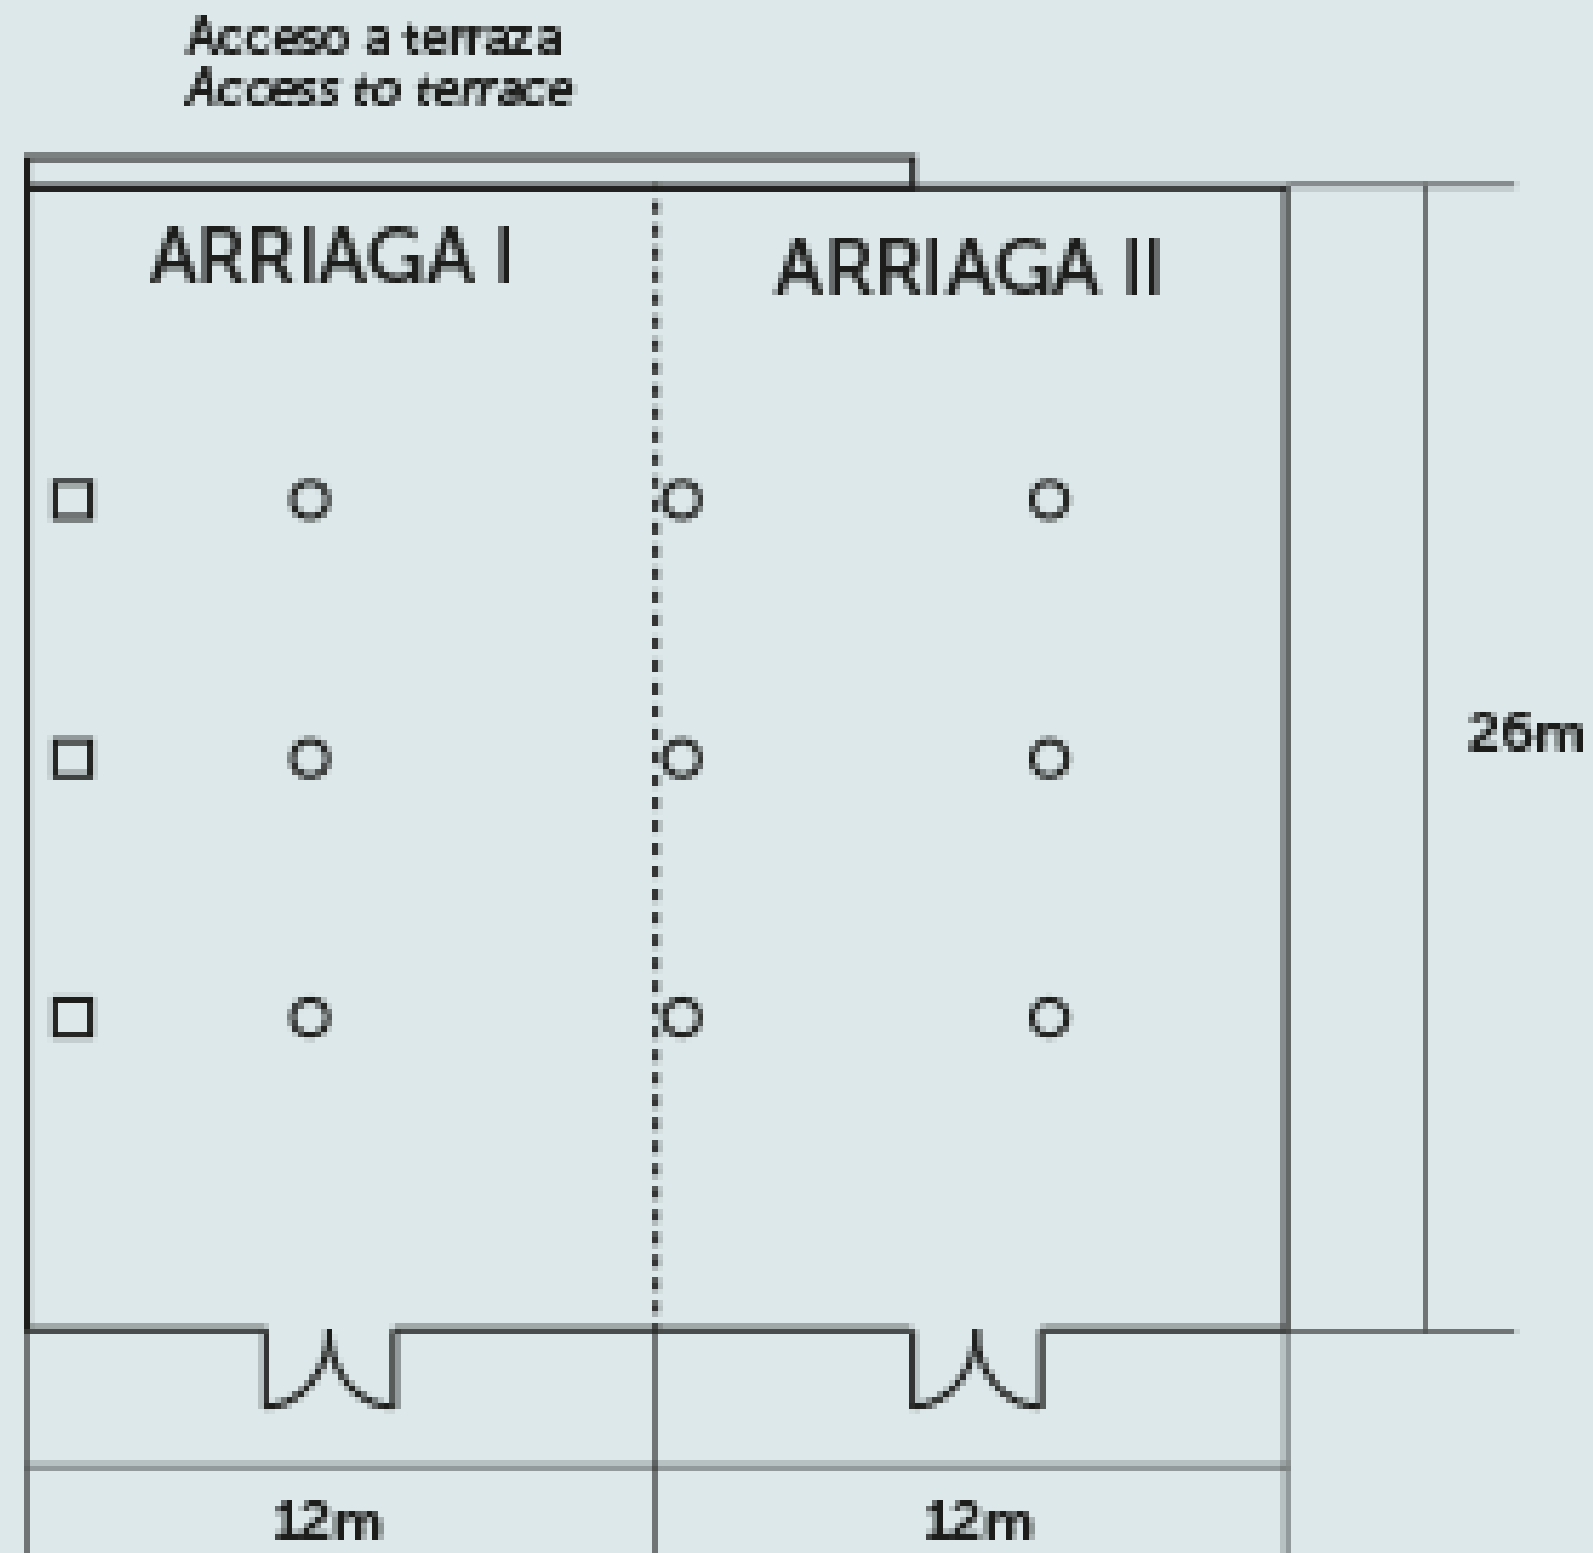 Acceso a terraza
Access to terrace
ARRIAGA I
ARRIAGA II
26m
12m
12m